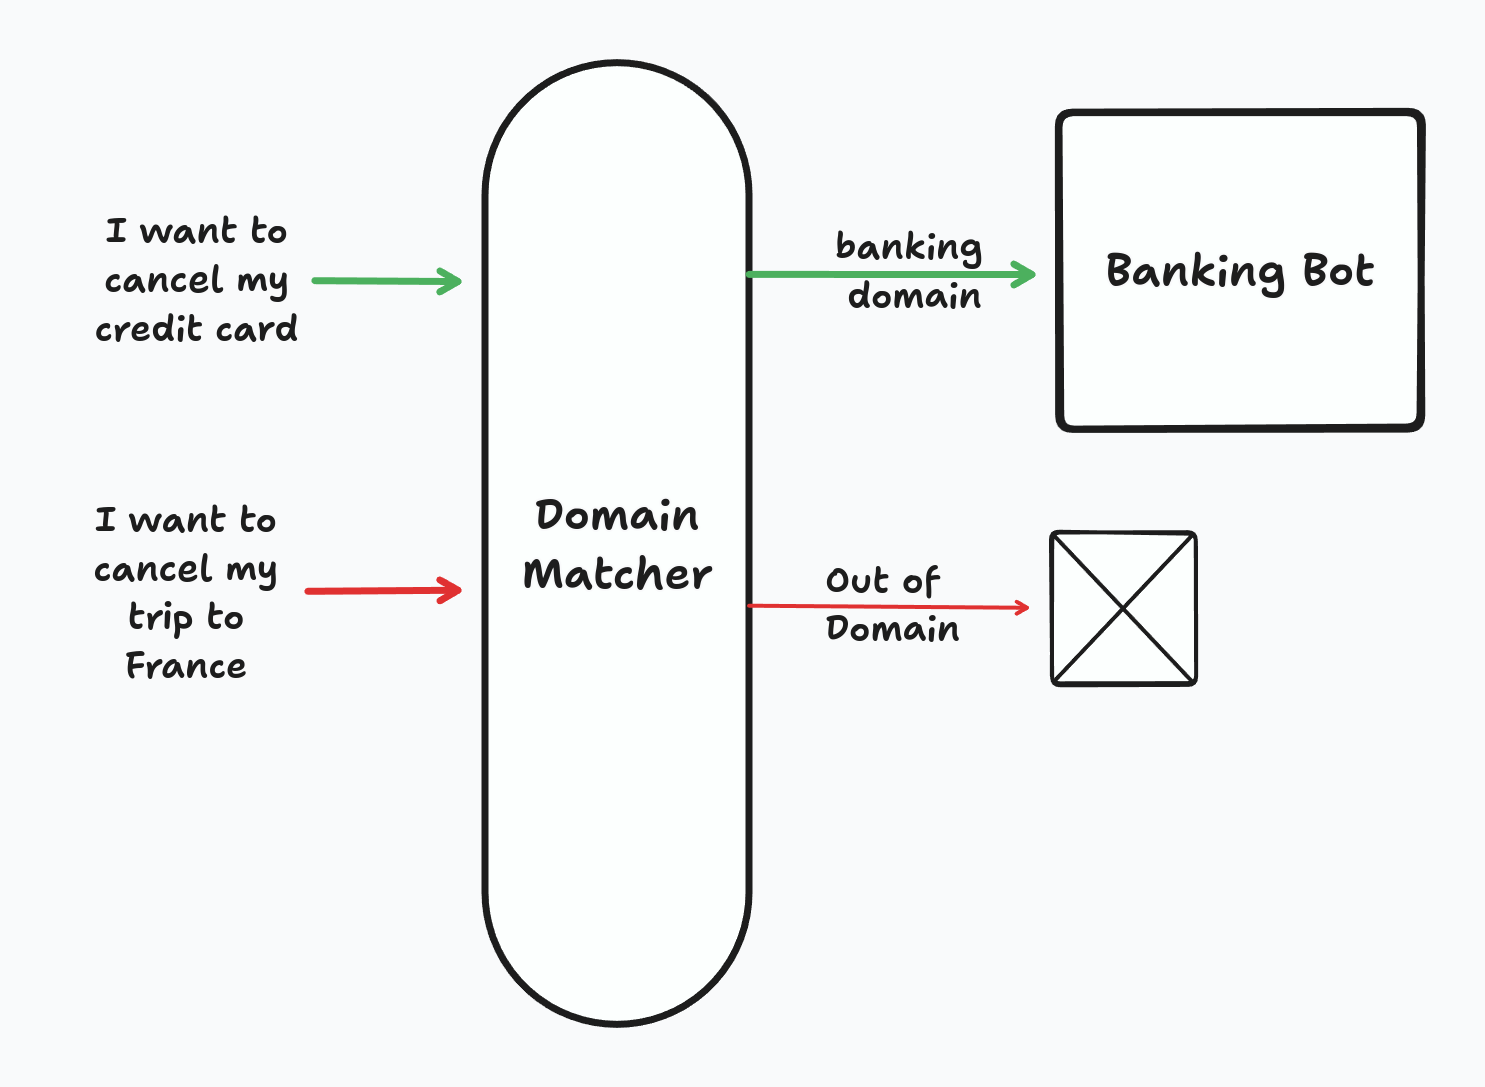 I want to
cancel my
credit card
banking
domain
Banking Bot
I want to
cancel my
trip to
France
Domain
Matcher
Out of
Domain